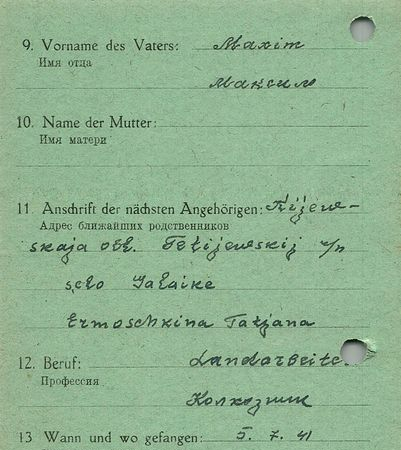 9. Vorname des Vaters: Maxim
Имя отца
Максим
10. Name der Mutter:
Имя матери
11. Anschrift der nächsten Angehörigen: Kijew-
Адрес ближайших родственников
skaja obl. Tetijewskij r/n
selo Galaike
Ermoschkina Tatjana
12. Beruf: Landarbeite
Профессия
Колхозник
13 Wann und wo gefangen: 5. 7. 41